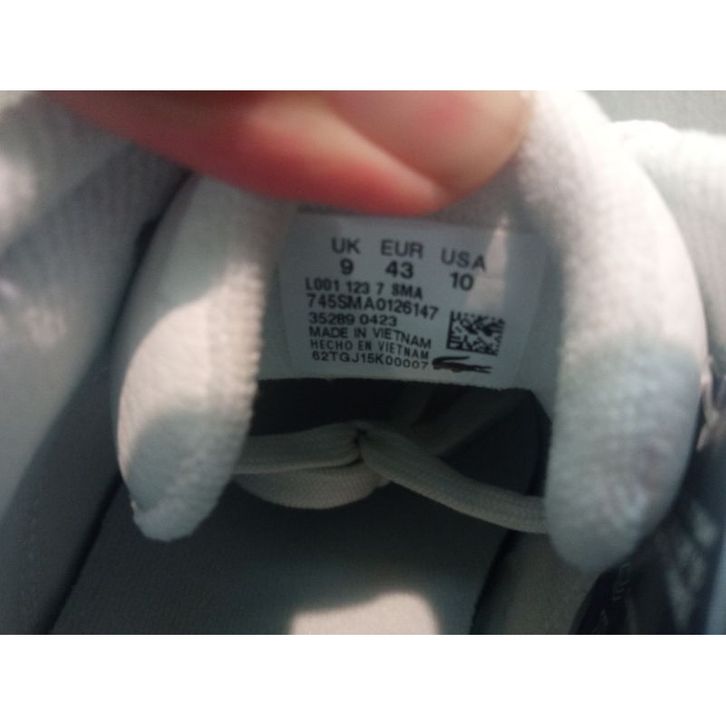 UK EUR USA
9 43 10
L001 123 7 SMA
745SMA0126147
35289 0423
MADE IN VIETNAM
HECHO EN VIETNAM
62TGJ15K00007